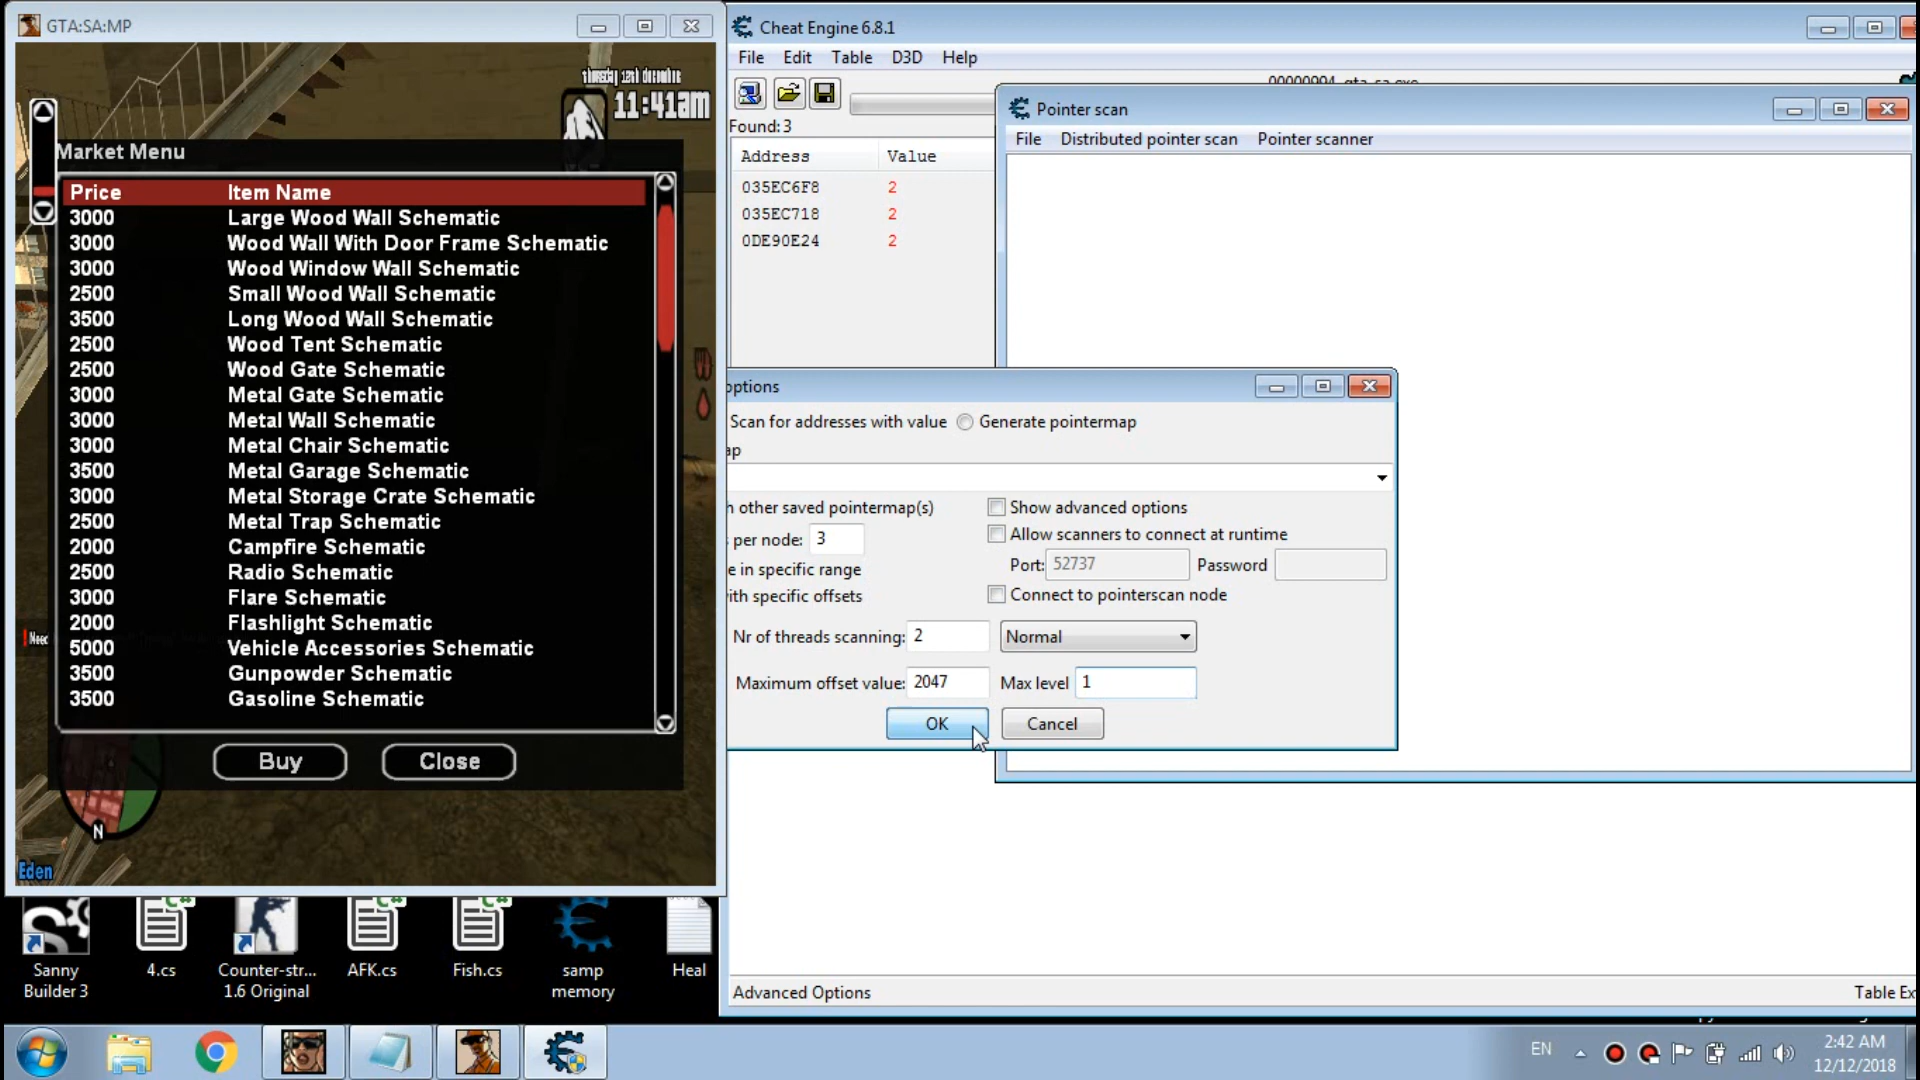 GTA:SA:MP
thursday 12th december
11:41am
Market Menu
Price Item Name
3000 Large Wood Wall Schematic
3000 Wood Wall With Door Frame Schematic
3000 Wood Window Wall Schematic
2500 Small Wood Wall Schematic
3500 Long Wood Wall Schematic
2500 Wood Tent Schematic
2500 Wood Gate Schematic
3000 Metal Gate Schematic
3000 Metal Wall Schematic
3000 Metal Chair Schematic
3500 Metal Garage Schematic
3000 Metal Storage Crate Schematic
2500 Metal Trap Schematic
2000 Campfire Schematic
2500 Radio Schematic
3000 Flare Schematic
2000 Flashlight Schematic
5000 Vehicle Accessories Schematic
3500 Gunpowder Schematic
3500 Gasoline Schematic
Buy Close
! Need
N
Eden
Cheat Engine 6.8.1
File Edit Table D3D Help
00000994-gta_sa.exe
Found:3
Address Value
035EC6F8 2
035EC718 2
0DE90E24 2
Pointer scan
File Distributed pointer scan Pointer scanner
options
Scan for addresses with value Generate pointermap
ap
h other saved pointermap(s) Show advanced options
per node: 3 Allow scanners to connect at runtime
Port: 52737 Password
e in specific range
ith specific offsets Connect to pointerscan node
Nr of threads scanning: 2 Normal
Maximum offset value: 2047 Max level 1
OK Cancel
Advanced Options Table Ex
Sanny Builder 3
4.cs
Counter-str... 1.6 Original
AFK.cs
Fish.cs
samp memory
Heal
EN
2:42 AM
12/12/2018